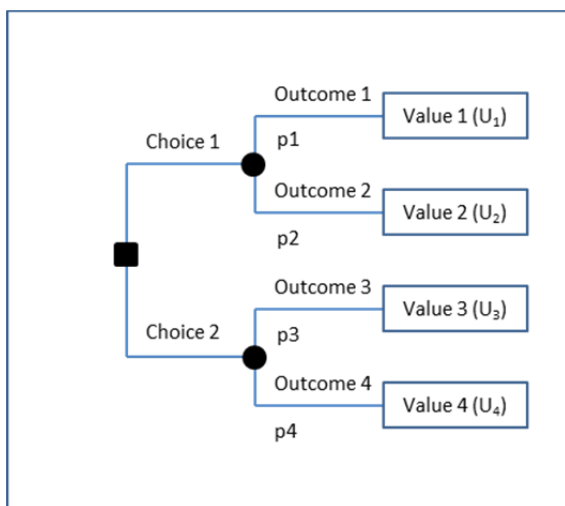 Outcome 1
Value 1 (U₁)
Choice 1
p1
Outcome 2
Value 2 (U₂)
p2
Outcome 3
Value 3 (U₃)
Choice 2
p3
Outcome 4
Value 4 (U₄)
p4